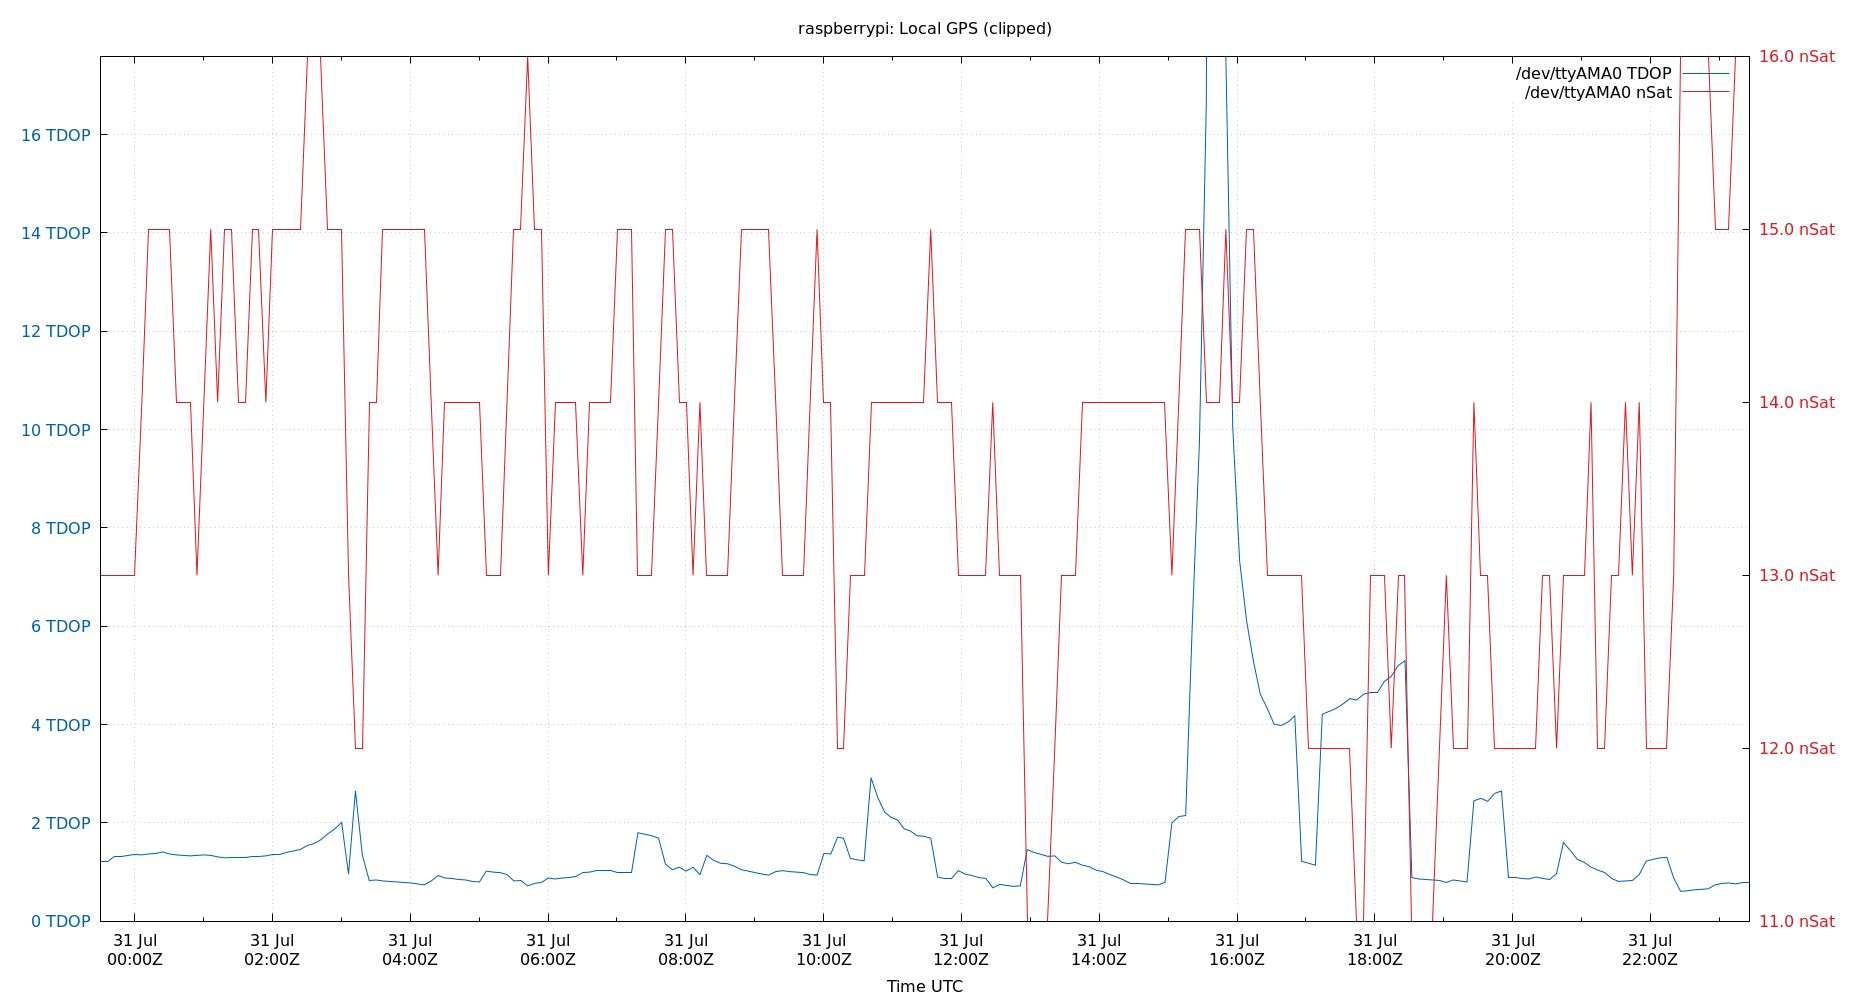 raspberrypi: Local GPS (clipped)
/dev/ttyAMA0 TDOP
/dev/ttyAMA0 nSat
16 TDOP
14 TDOP
12 TDOP
10 TDOP
8 TDOP
6 TDOP
4 TDOP
2 TDOP
0 TDOP
16.0 nSat
15.0 nSat
14.0 nSat
13.0 nSat
12.0 nSat
11.0 nSat
31 Jul
00:00Z
31 Jul
02:00Z
31 Jul
04:00Z
31 Jul
06:00Z
31 Jul
08:00Z
31 Jul
10:00Z
31 Jul
12:00Z
31 Jul
14:00Z
31 Jul
16:00Z
31 Jul
18:00Z
31 Jul
20:00Z
31 Jul
22:00Z
Time UTC